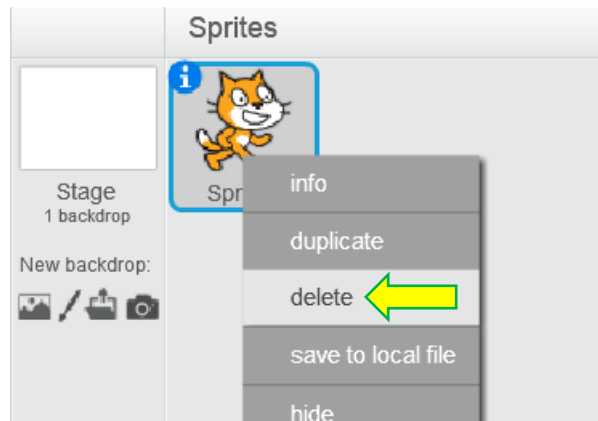 Sprites
i
Spr
Stage
1 backdrop
New backdrop:
info
duplicate
delete
save to local file
hide